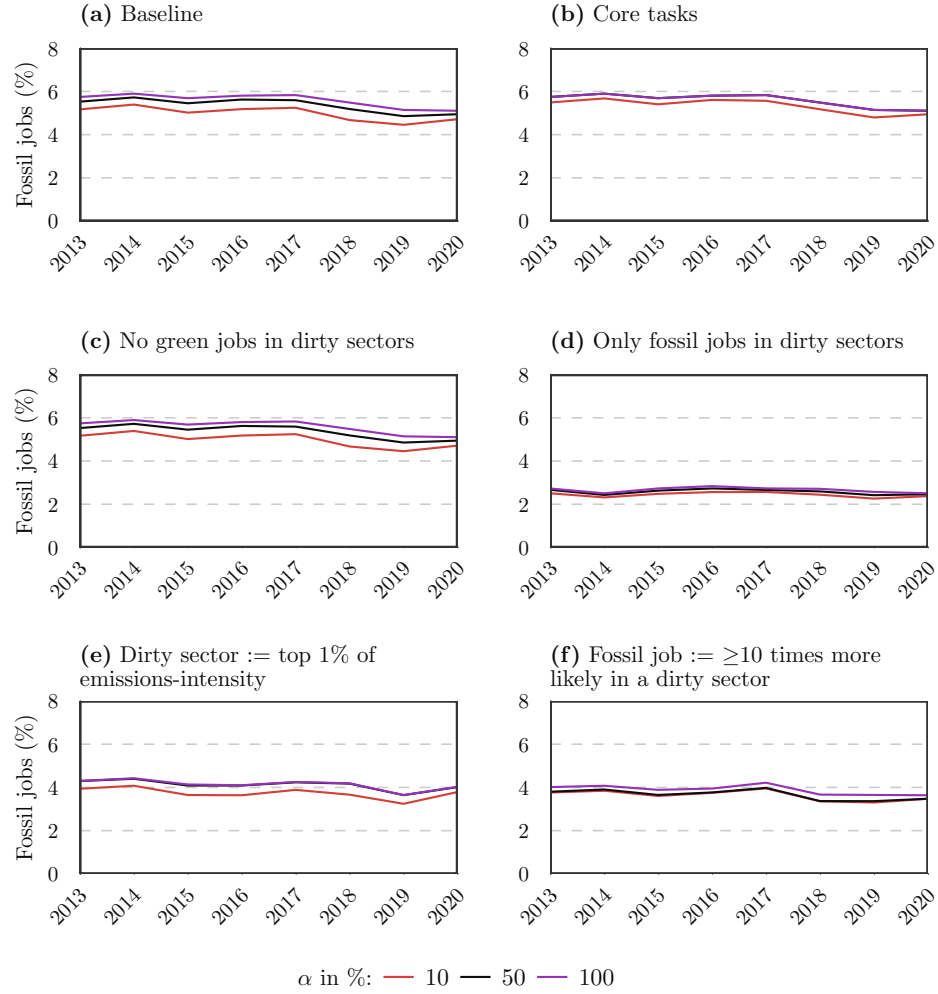 (a) Baseline
(b) Core tasks
Fossil jobs (%)
8
6
4
2
0
2013 2014 2015 2016 2017 2018 2019 2020
8
6
4
2
0
2013 2014 2015 2016 2017 2018 2019 2020
(c) No green jobs in dirty sectors
(d) Only fossil jobs in dirty sectors
Fossil jobs (%)
8
6
4
2
0
2013 2014 2015 2016 2017 2018 2019 2020
8
6
4
2
0
2013 2014 2015 2016 2017 2018 2019 2020
(e) Dirty sector := top 1% of
emissions-intensity
(f) Fossil job := ≥10 times more
likely in a dirty sector
Fossil jobs (%)
8
6
4
2
0
2013 2014 2015 2016 2017 2018 2019 2020
8
6
4
2
0
2013 2014 2015 2016 2017 2018 2019 2020
α in %: 10 50 100